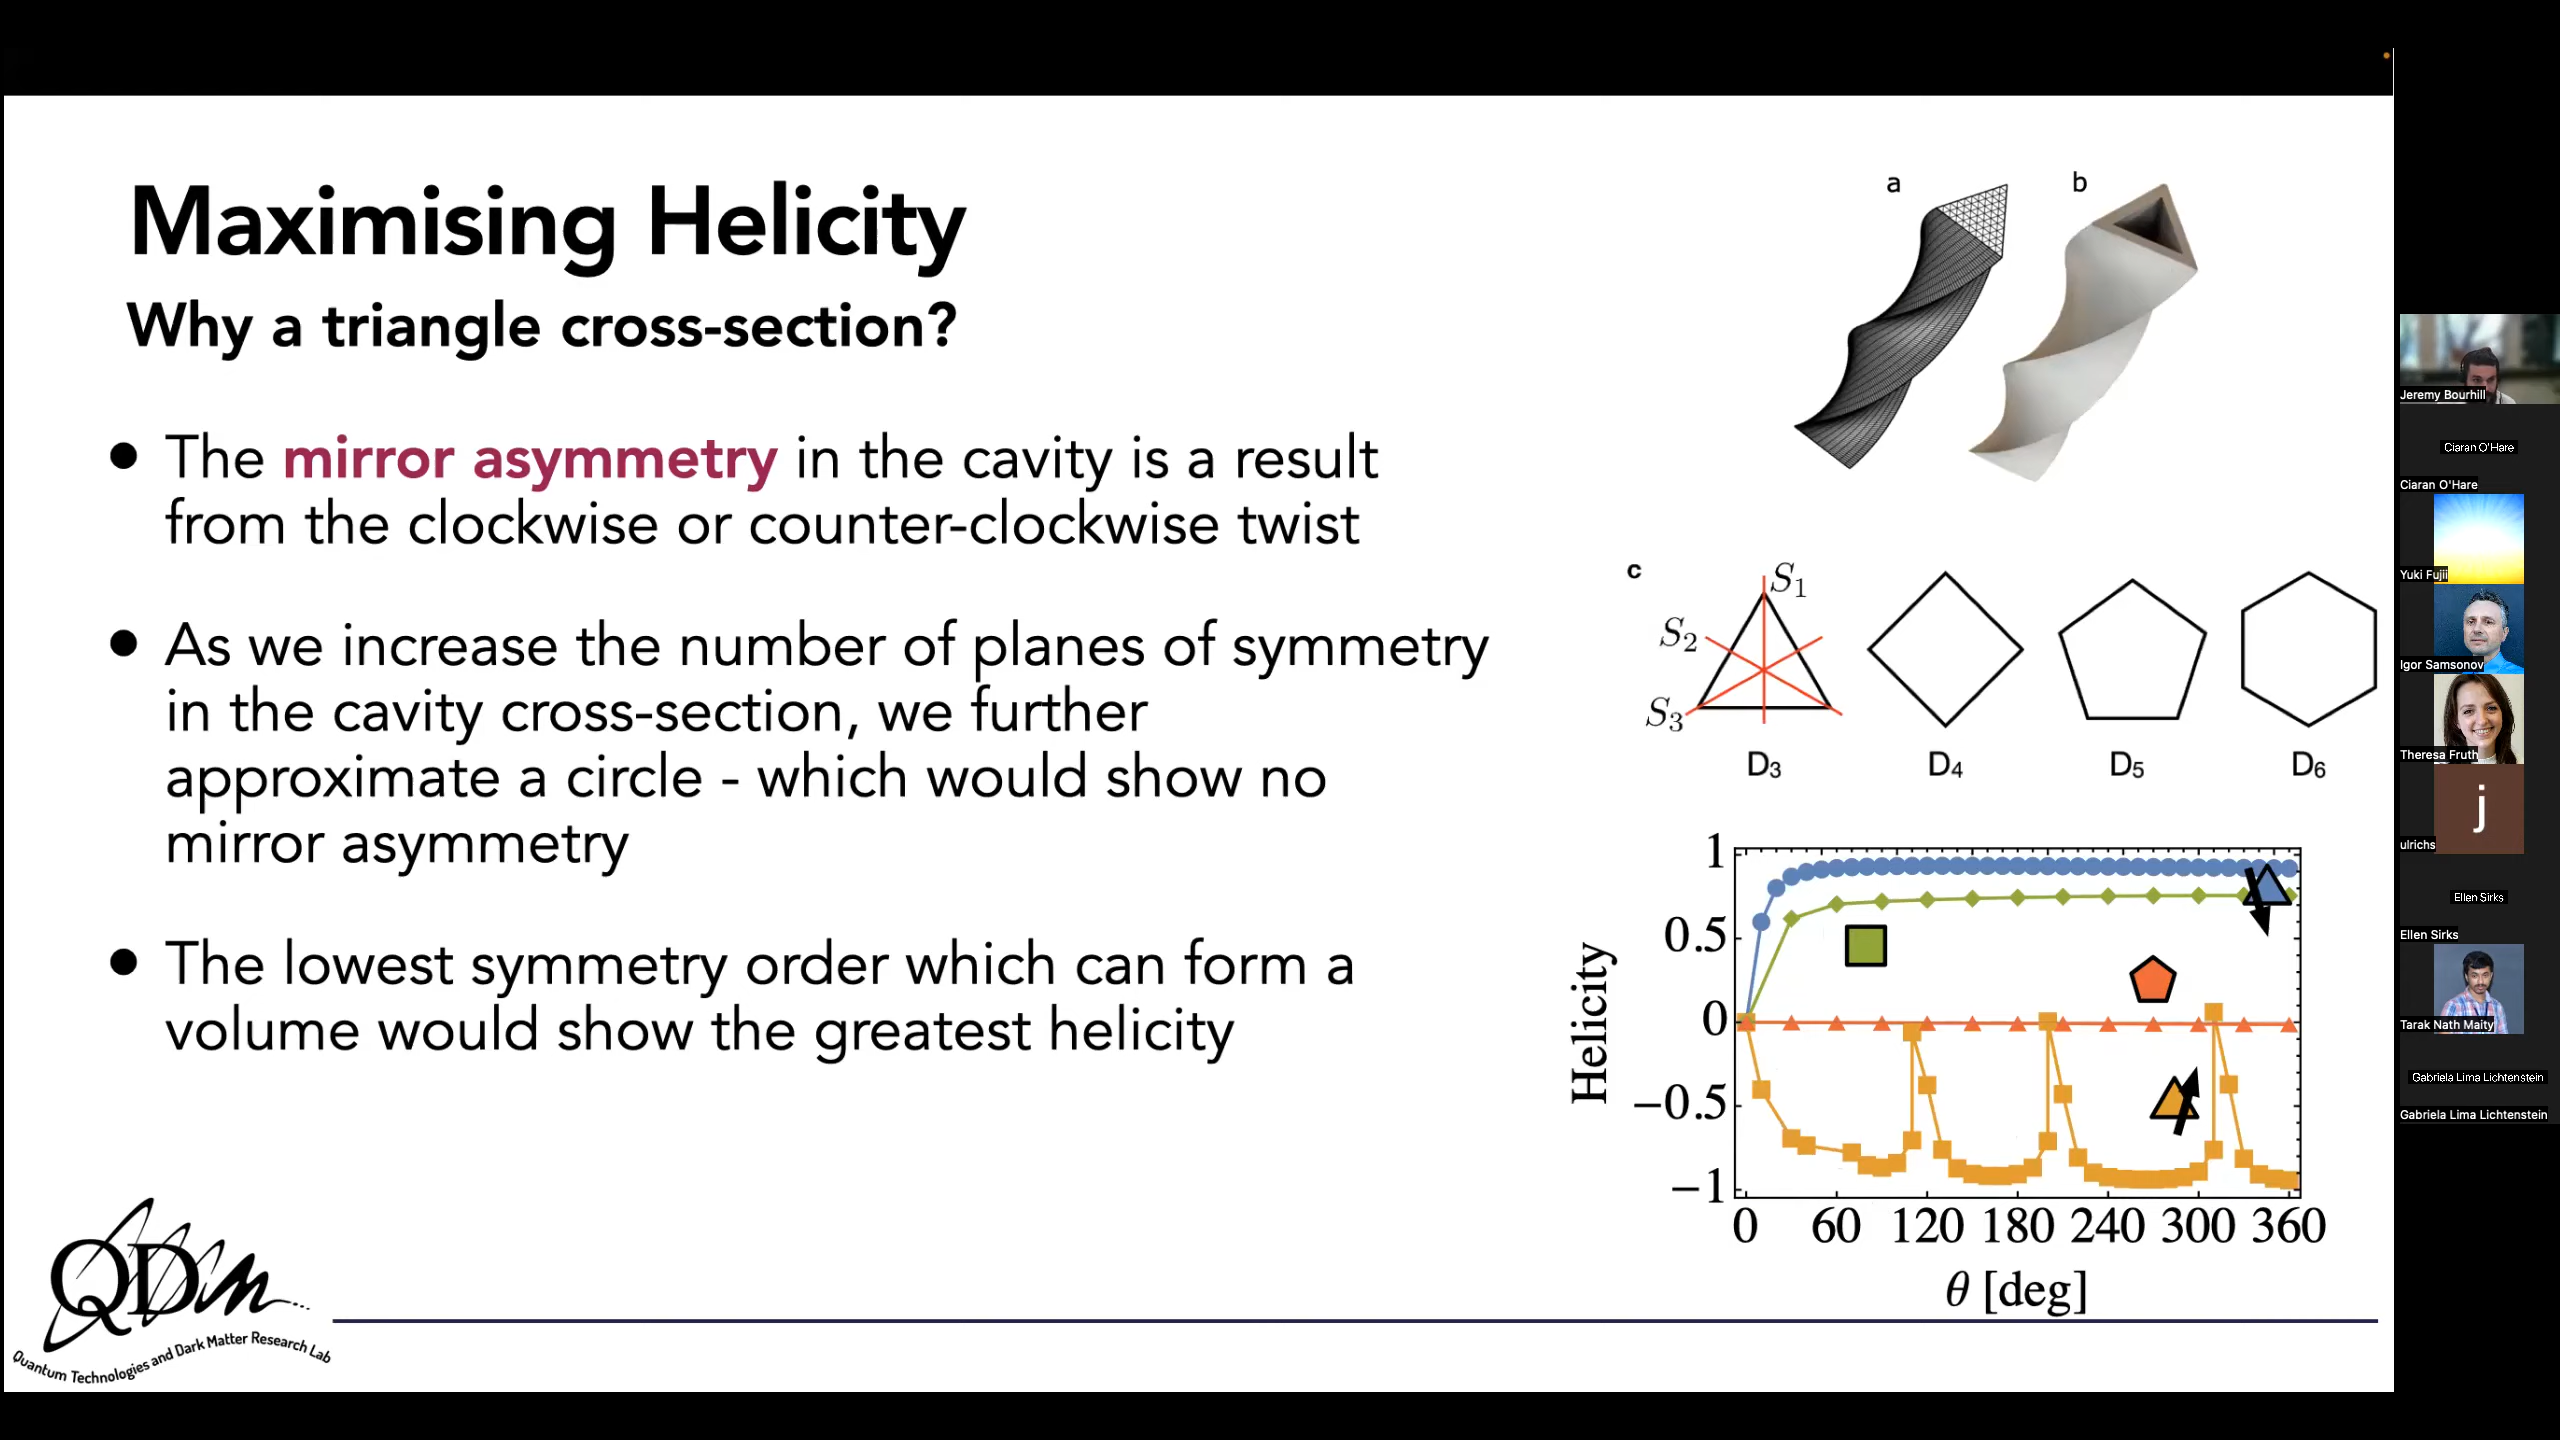 Maximising Helicity
Why a triangle cross-section?
• The mirror asymmetry in the cavity is a result
from the clockwise or counter-clockwise twist
• As we increase the number of planes of symmetry
in the cavity cross-section, we further
approximate a circle - which would show no
mirror asymmetry
• The lowest symmetry order which can form a
volume would show the greatest helicity
a
b
c
S1
S2
S3
D3
D4
D5
D6
1
0.5
0
−0.5
−1
Helicity
0 60 120 180 240 300 360
θ [deg]
QDM
Quantum Technologies and Dark Matter Research Lab
Jeremy Bourhill
Ciaran O'Hare
Ciaran O'Hare
Yuki Fujii
Igor Samsonov
Theresa Fruth
j
ulrichs
Ellen Sirks
Ellen Sirks
Tarak Nath Maity
Gabriela Lima Lichtenstein
Gabriela Lima Lichtenstein